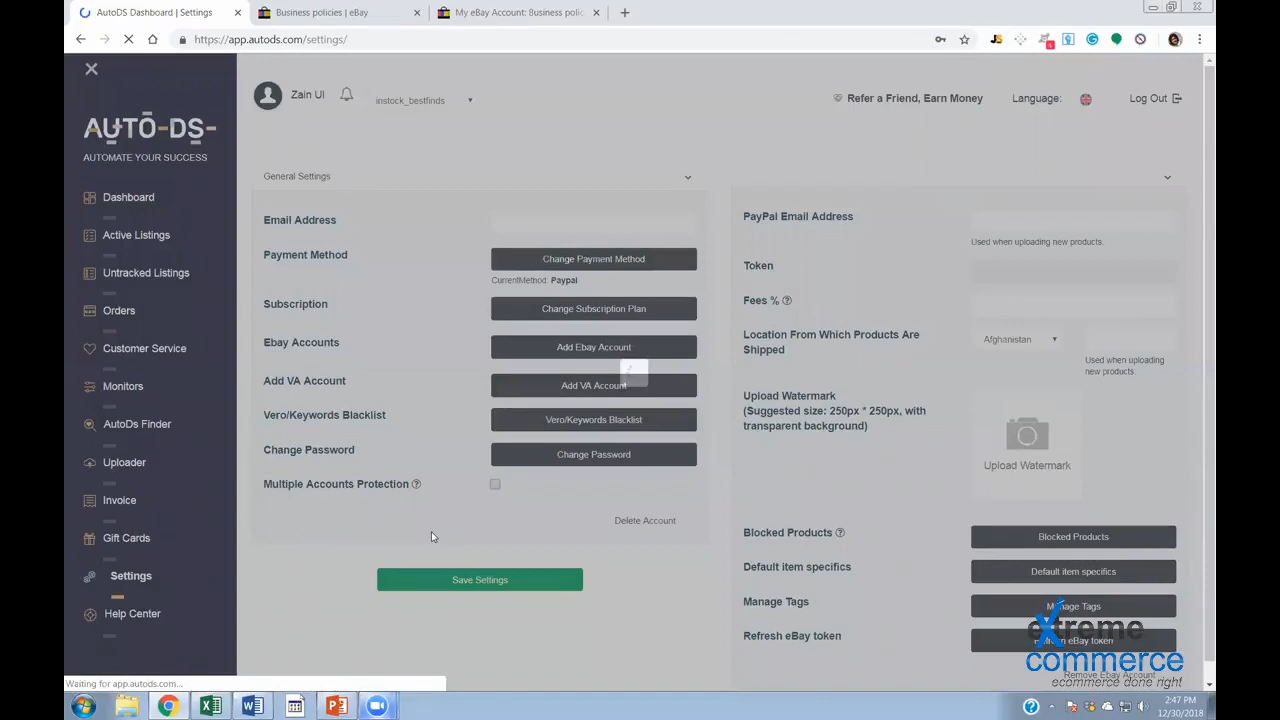 AutoDS Dashboard | Settings
Business policies | eBay
My eBay Account: Business polic
https://app.autods.com/settings/
Zain Ul
instock_bestfinds
Refer a Friend, Earn Money
Language:
Log Out
AUTO-DS-
AUTOMATE YOUR SUCCESS
Dashboard
Active Listings
Untracked Listings
Orders
Customer Service
Monitors
AutoDs Finder
Uploader
Invoice
Gift Cards
Settings
Help Center
General Settings
Email Address
Payment Method
Change Payment Method
CurrentMethod: Paypal
Subscription
Change Subscription Plan
Ebay Accounts
Add Ebay Account
Add VA Account
Add VA Account
Vero/Keywords Blacklist
Vero/Keywords Blacklist
Change Password
Change Password
Multiple Accounts Protection
Delete Account
Save Settings
PayPal Email Address
Used when uploading new products.
Token
Fees %
Location From Which Products Are
Shipped
Afghanistan
Used when uploading
new products.
Upload Watermark
(Suggested size: 250px * 250px, with
transparent background)
Upload Watermark
Blocked Products
Blocked Products
Default item specifics
Default item specifics
Manage Tags
Manage Tags
Refresh eBay token
Refresh eBay token
Remove Ebay Account
extreme
commerce
ecommerce done right
Waiting for app.autods.com...
2:47 PM
12/30/2018